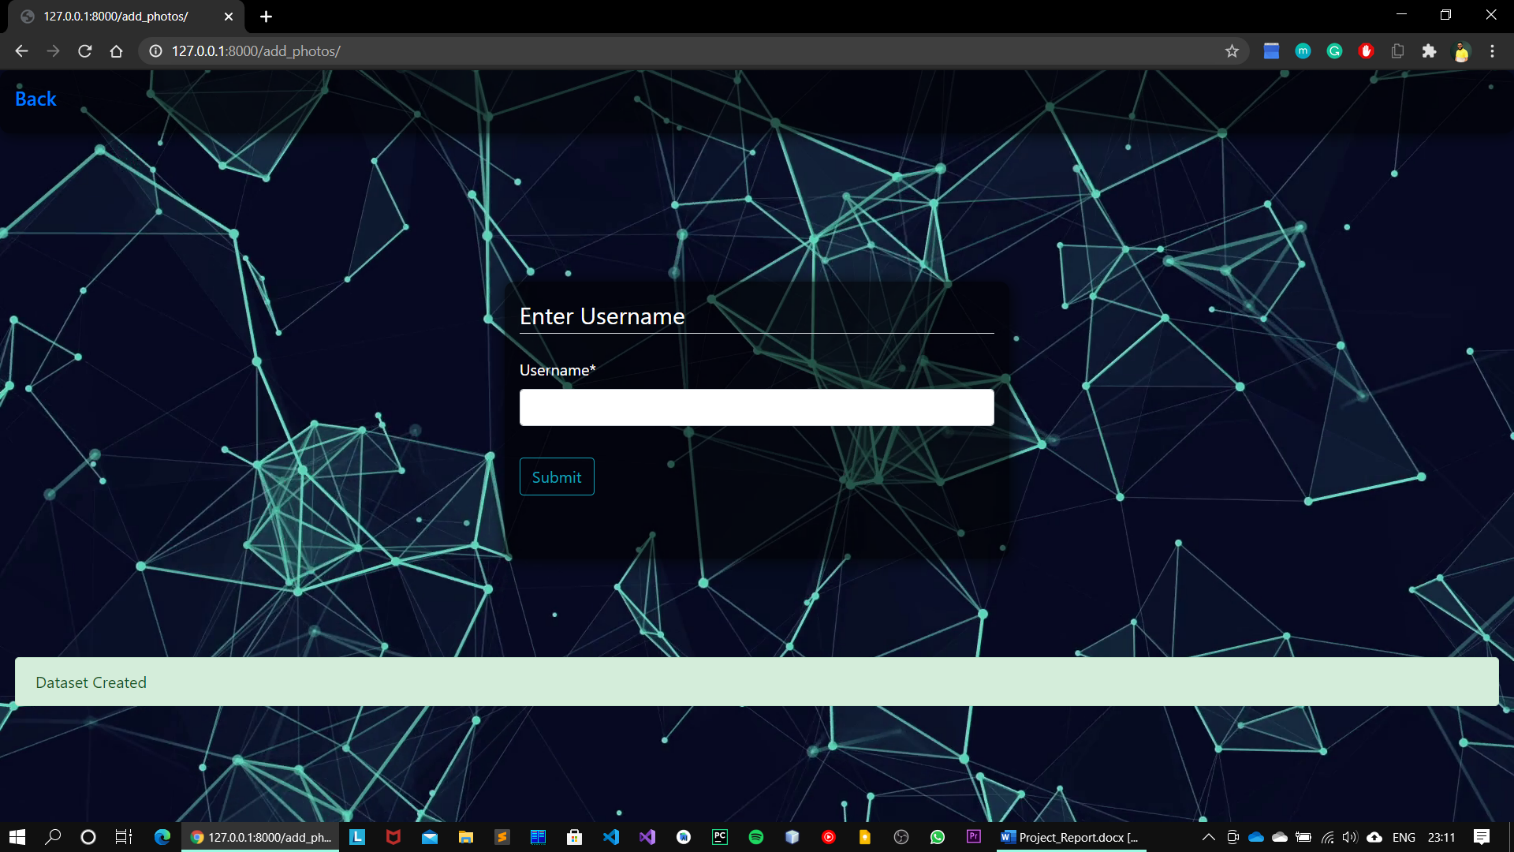 127.0.0.1:8000/add_photos/
127.0.0.1:8000/add_photos/
Back
Enter Username
Username*
Submit
Dataset Created
127.0.0.1:8000/add_ph...
Project_Report.docx [...
ENG
23:11